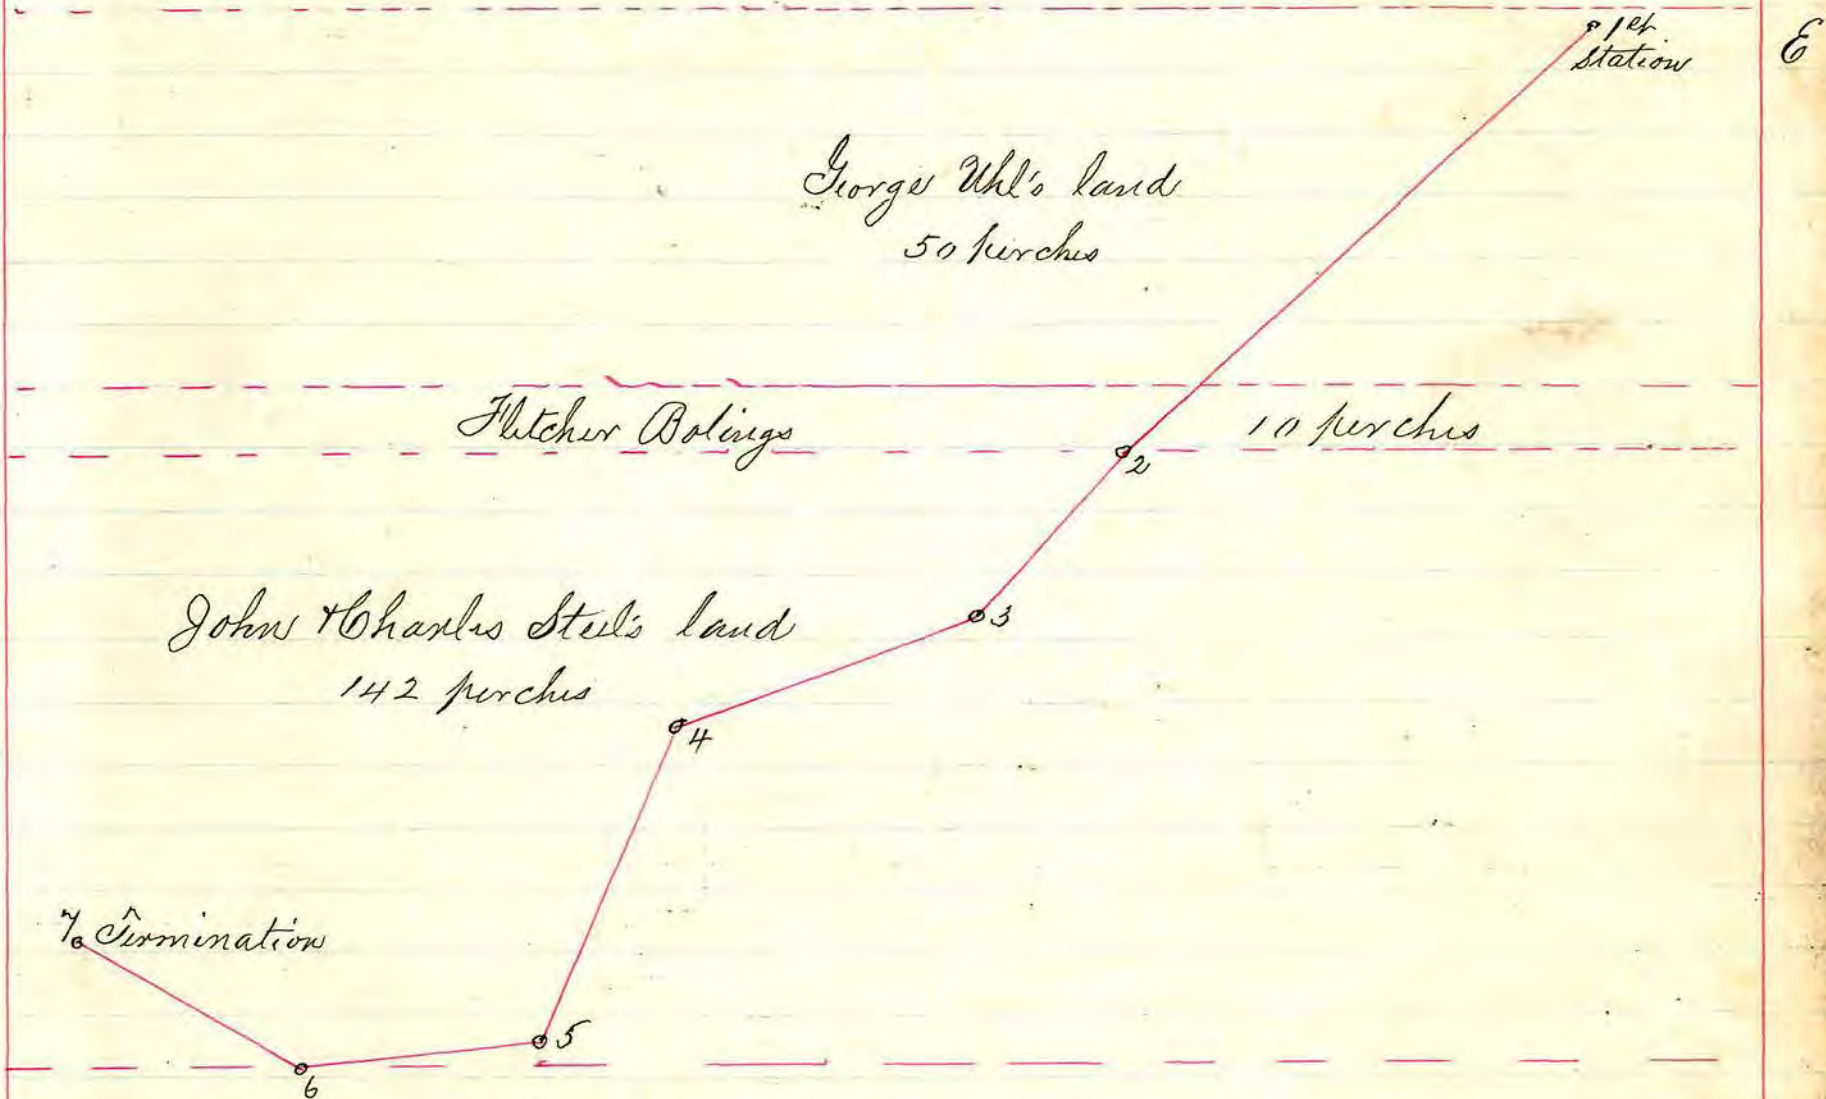 1st
Station
E
George Uhl's land
50 perches
Fletcher Bolings
10 perches
2
3
John & Charles Steel's land
142 perches
4
7 Termination
5
6